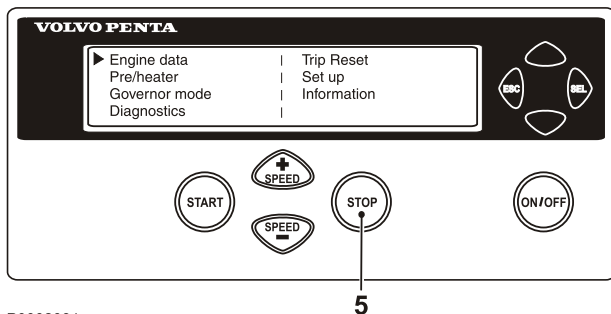 VOLVO PENTA
Engine data | Trip Reset
Pre/heater | Set up
Governor mode | Information
Diagnostics |
ESC
SEL
START
+
SPEED
SPEED
-
STOP
ON/OFF
5